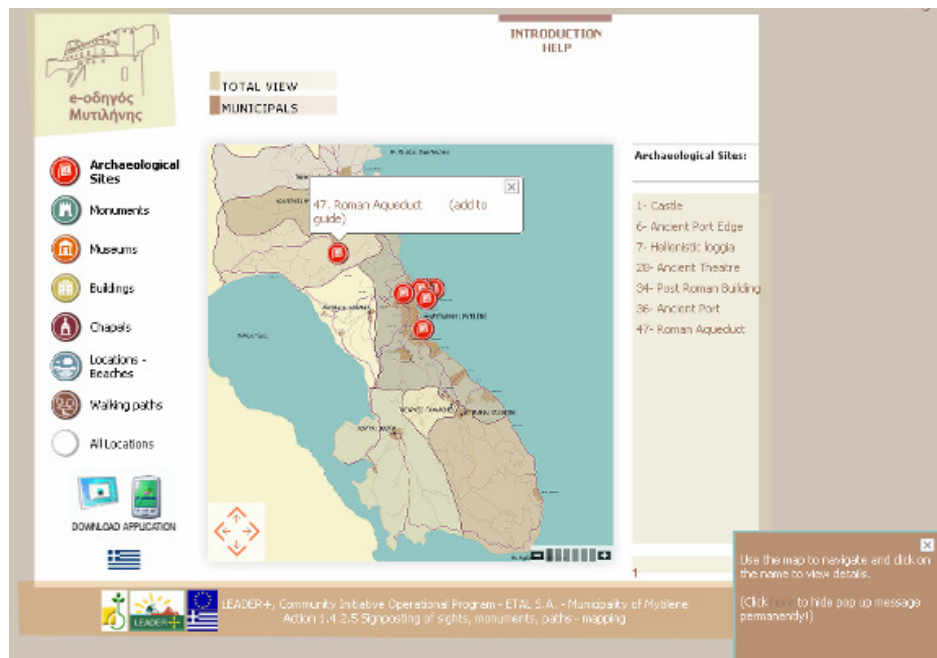 INTRODUCTION
HELP
e-οδηγός
Μυτιλήνης
TOTAL VIEW
MUNICIPALS
Archaeological
Sites
Monuments
Museums
Buildings
Chapels
Locations -
Beaches
Walking paths
All Locations
DOWNLOAD APPLICATION
47. Roman Aqueduct (add to
guide)
Archaeological Sites:
1- Castle
6- Ancient Port Edge
7- Hellenistic loggia
28- Ancient Theatre
34- Post Roman Building
36- Ancient Port
47- Roman Aqueduct
1
Use the map to navigate and click on
the name to view details.
(Click here to hide pop up message
permanently!)
LEADER+
LEADER+, Community Initiative Operational Program - ETAL S.A. - Municipality of Mytilene
Action 1.4.2.5 Signposting of sights, monuments, paths - mapping